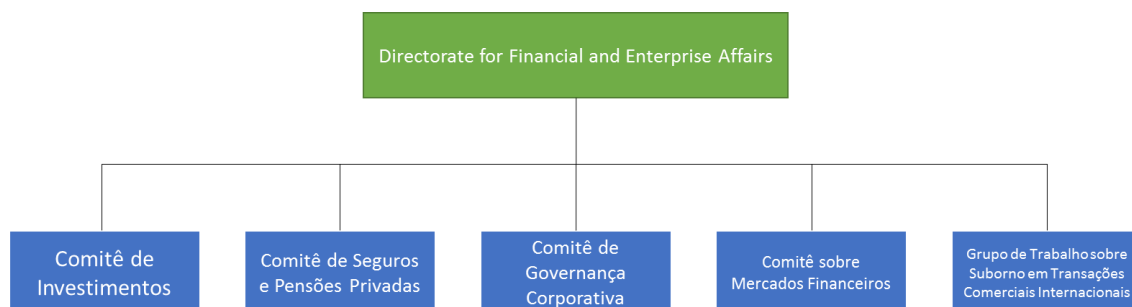 Directorate for Financial and Enterprise Affairs
Comitê de
Investimentos
Comitê de Seguros
e Pensões Privadas
Comitê de
Governança
Corporativa
Comitê sobre
Mercados Financeiros
Grupo de Trabalho sobre
Suborno em Transações
Comerciais Internacionais